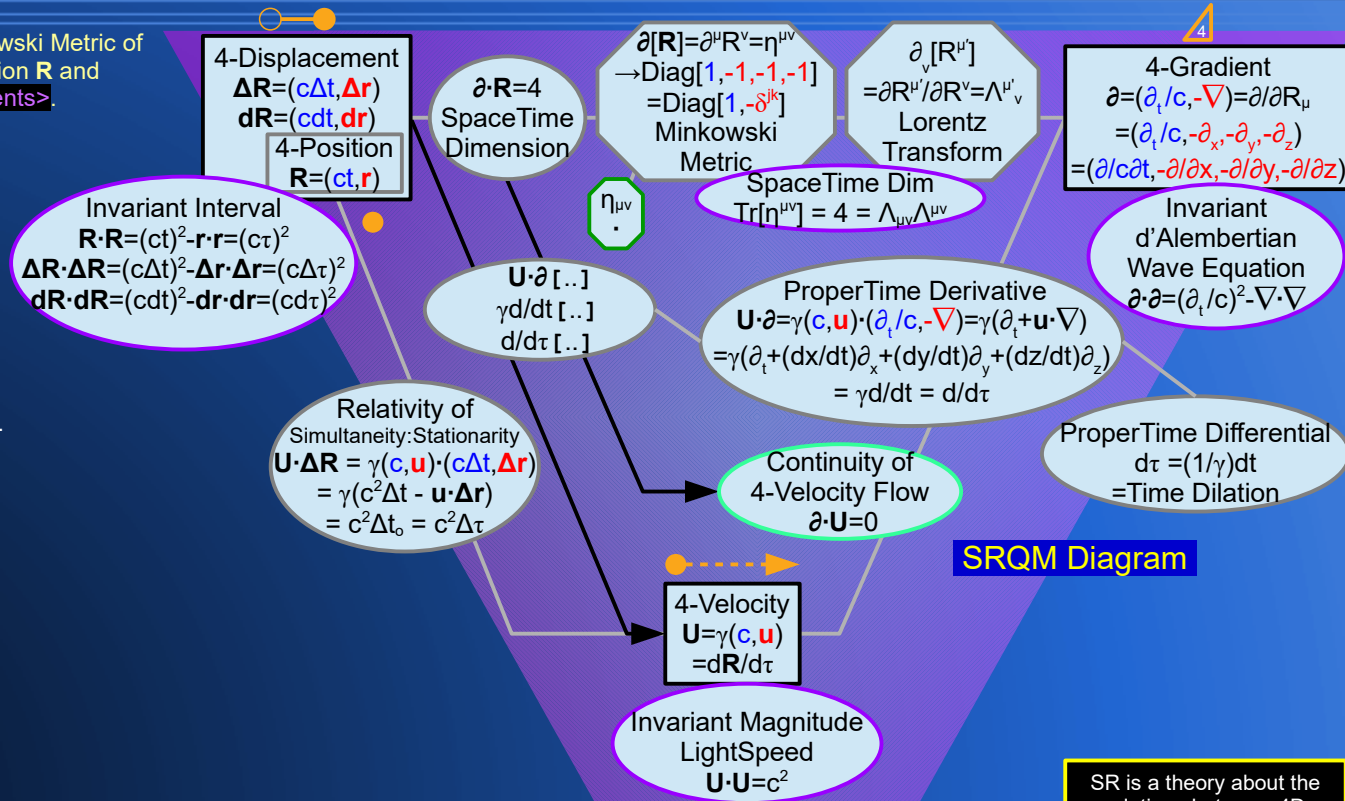 wski Metric of
ion R and
ents>.
4-Displacement
ΔR=(cΔt,Δr)
dR=(cdt,dr)
4-Position
R=(ct,r)
Invariant Interval
R·R=(ct)²-r·r=(cτ)²
ΔR·ΔR=(cΔt)²-Δr·Δr=(cΔτ)²
dR·dR=(cdt)²-dr·dr=(cdτ)²
∂·R=4
SpaceTime
Dimension
∂[R]=∂^μR^ν=η^μν
→Diag[1,-1,-1,-1]
=Diag[1,-δ^jk]
Minkowski
Metric
∂_ν[R^μ′]
=∂R^μ′/∂R^ν=Λ^μ′_ν
Lorentz
Transform
SpaceTime Dim
Tr[η^μν] = 4 = Λ_μνΛ^μν
η_μν
.
4
4-Gradient
∂=(∂_t/c,-∇)=∂/∂R_μ
=(∂_t/c,-∂_x,-∂_y,-∂_z)
=(∂/c∂t,-∂/∂x,-∂/∂y,-∂/∂z)
Invariant
d'Alembertian
Wave Equation
∂·∂=(∂_t/c)²-∇·∇
U·∂[..]
γd/dt [..]
d/dτ [..]
ProperTime Derivative
U·∂=γ(c,u)·(∂_t/c,-∇)=γ(∂_t+u·∇)
=γ(∂_t+(dx/dt)∂_x+(dy/dt)∂_y+(dz/dt)∂_z)
= γd/dt = d/dτ
ProperTime Differential
dτ =(1/γ)dt
=Time Dilation
Relativity of
Simultaneity:Stationarity
U·ΔR = γ(c,u)·(cΔt,Δr)
= γ(c²Δt - u·Δr)
= c²Δt_o = c²Δτ
Continuity of
4-Velocity Flow
∂·U=0
SRQM Diagram
4-Velocity
U=γ(c,u)
=dR/dτ
Invariant Magnitude
LightSpeed
U·U=c²
SR is a theory about the